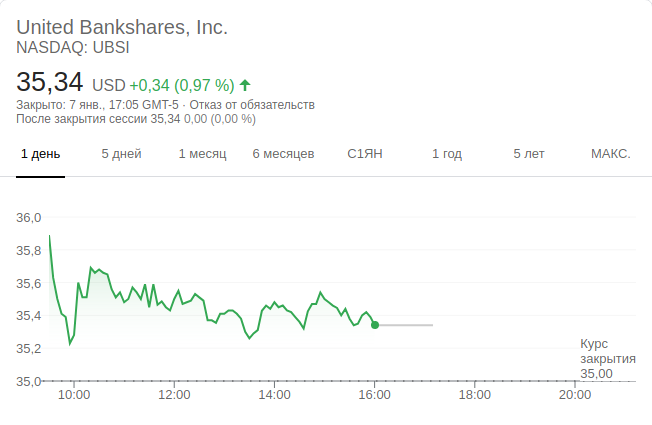 United Bankshares, Inc.
NASDAQ: UBSI
35,34 USD +0,34 (0,97 %)
Закрыто: 7 янв., 17:05 GMT-5 · Отказ от обязательств
После закрытия сессии 35,34 0,00 (0,00 %)
1 день 5 дней 1 месяц 6 месяцев С1ЯН 1 год 5 лет МАКС.
36,0
35,8
35,6
35,4
35,2
35,0
Курс
закрытия
35,00
10:00 12:00 14:00 16:00 18:00 20:00